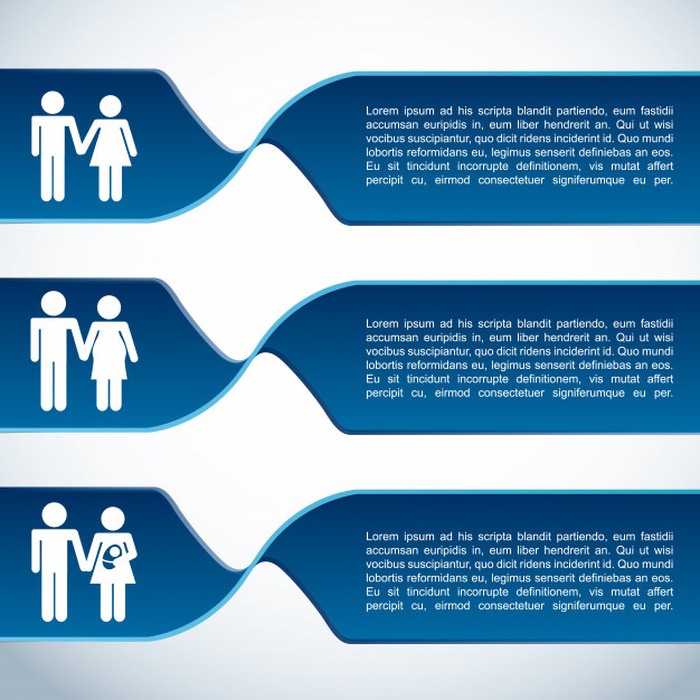 Lorem ipsum ad his scripta blandit partiendo, eum fastidii
accumsan euripidis in, eum liber hendrerit an. Qui ut wisi
vocibus suscipiantur, quo dicit ridens inciderint id. Quo mundi
lobortis reformidans eu, legimus senserit definiebas an eos.
Eu sit tincidunt incorrupte definitionem, vis mutat affert
percipit cu, eirmod consectetuer signiferumque eu per.
Lorem ipsum ad his scripta blandit partiendo, eum fastidii
accumsan euripidis in, eum liber hendrerit an. Qui ut wisi
vocibus suscipiantur, quo dicit ridens inciderint id. Quo mundi
lobortis reformidans eu, legimus senserit definiebas an eos.
Eu sit tincidunt incorrupte definitionem, vis mutat affert
percipit cu, eirmod consectetuer signiferumque eu per.
Lorem ipsum ad his scripta blandit partiendo, eum fastidii
accumsan euripidis in, eum liber hendrerit an. Qui ut wisi
vocibus suscipiantur, quo dicit ridens inciderint id. Quo mundi
lobortis reformidans eu, legimus senserit definiebas an eos.
Eu sit tincidunt incorrupte definitionem, vis mutat affert
percipit cu, eirmod consectetuer signiferumque eu per.